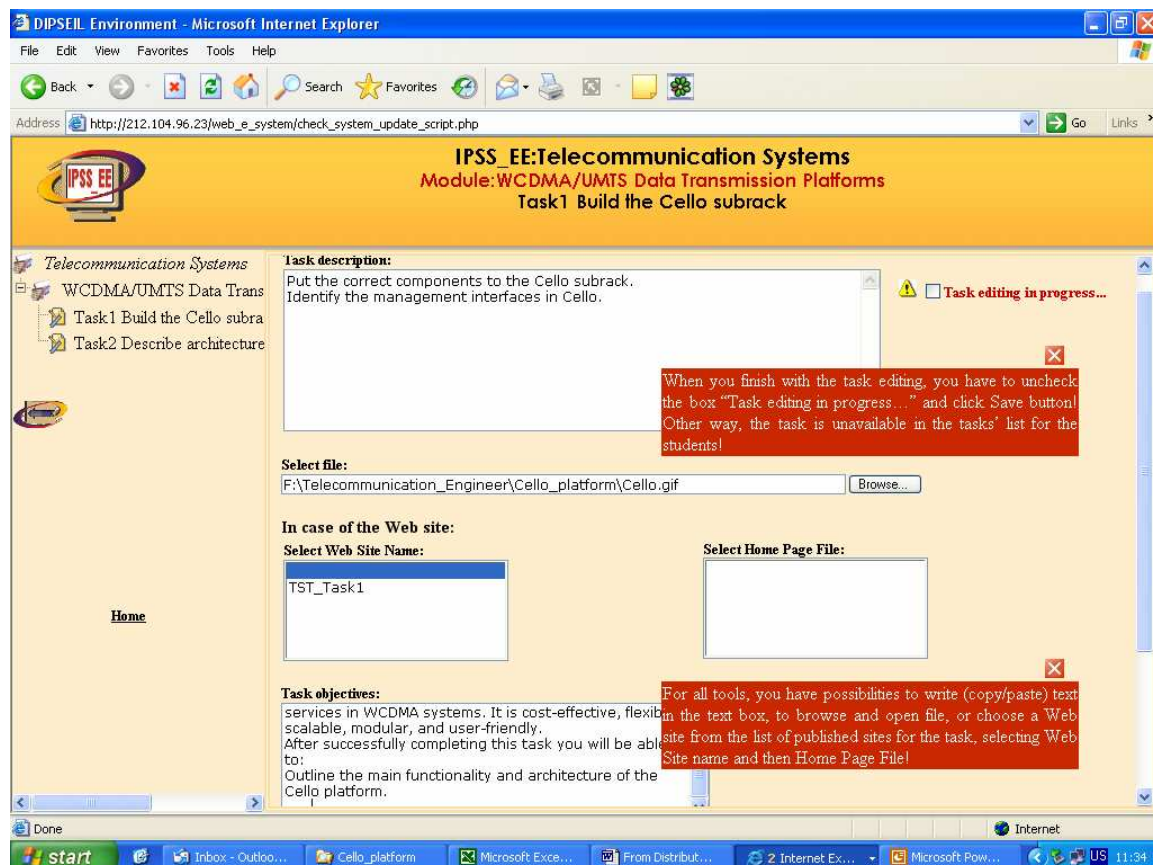 DIPSEIL Environment - Microsoft Internet Explorer
File Edit View Favorites Tools Help
Back Search Favorites
Address http://212.104.96.23/web_e_system/check_system_update_script.php Go Links
IPSS_EE
IPSS_EE:Telecommunication Systems
Module:WCDMA/UMTS Data Transmission Platforms
Task1 Build the Cello subrack
Telecommunication Systems
WCDMA/UMTS Data Trans
Task1 Build the Cello subra
Task2 Describe architecture
Home
Task description:
Put the correct components to the Cello subrack.
Identify the management interfaces in Cello.
Task editing in progress...
When you finish with the task editing, you have to uncheck
the box “Task editing in progress...” and click Save button!
Other way, the task is unavailable in the tasks’ list for the
students!
Select file:
F:\Telecommunication_Engineer\Cello_platform\Cello.gif Browse...
In case of the Web site:
Select Web Site Name: Select Home Page File:
TST_Task1
Task objectives:
services in WCDMA systems. It is cost-effective, flexib
scalable, modular, and user-friendly.
After successfully completing this task you will be able
to:
Outline the main functionality and architecture of the
Cello platform.
For all tools, you have possibilities to write (copy/paste) text
in the text box, to browse and open file, or choose a Web
site from the list of published sites for the task, selecting Web
Site name and then Home Page File!
Done Internet
start Inbox - Outloo... Cello_platform Microsoft Exce... From Distribut... 2 Internet Ex... Microsoft Pow... US 11:34